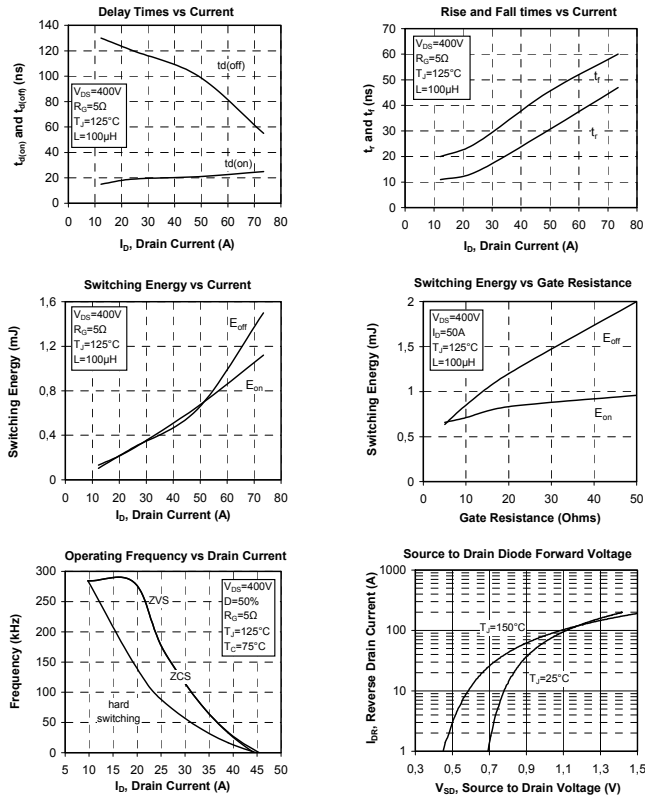 Delay Times vs Current
td(on) and td(off) (ns)
140
120
100
80
60
40
20
0
V_DS=400V
R_G=5Ω
T_J=125°C
L=100µH
td(off)
td(on)
0 10 20 30 40 50 60 70 80
I_D, Drain Current (A)
Rise and Fall times vs Current
t_r and t_f (ns)
70
60
50
40
30
20
10
0
V_DS=400V
R_G=5Ω
T_J=125°C
L=100µH
t_f
t_r
0 10 20 30 40 50 60 70 80
I_D, Drain Current (A)
Switching Energy vs Current
Switching Energy (mJ)
1,6
1,2
0,8
0,4
0
V_DS=400V
R_G=5Ω
T_J=125°C
L=100µH
E_off
E_on
0 10 20 30 40 50 60 70 80
I_D, Drain Current (A)
Switching Energy vs Gate Resistance
Switching Energy (mJ)
2
1,5
1
0,5
0
V_DS=400V
I_D=50A
T_J=125°C
L=100µH
E_off
E_on
0 10 20 30 40 50
Gate Resistance (Ohms)
Operating Frequency vs Drain Current
Frequency (kHz)
300
250
200
150
100
50
0
ZVS
V_DS=400V
D=50%
R_G=5Ω
T_J=125°C
T_C=75°C
ZCS
hard
switching
5 10 15 20 25 30 35 40 45 50
I_D, Drain Current (A)
Source to Drain Diode Forward Voltage
I_DR, Reverse Drain Current (A)
1000
100
10
1
T_J=150°C
T_J=25°C
0,3 0,5 0,7 0,9 1,1 1,3 1,5
V_SD, Source to Drain Voltage (V)